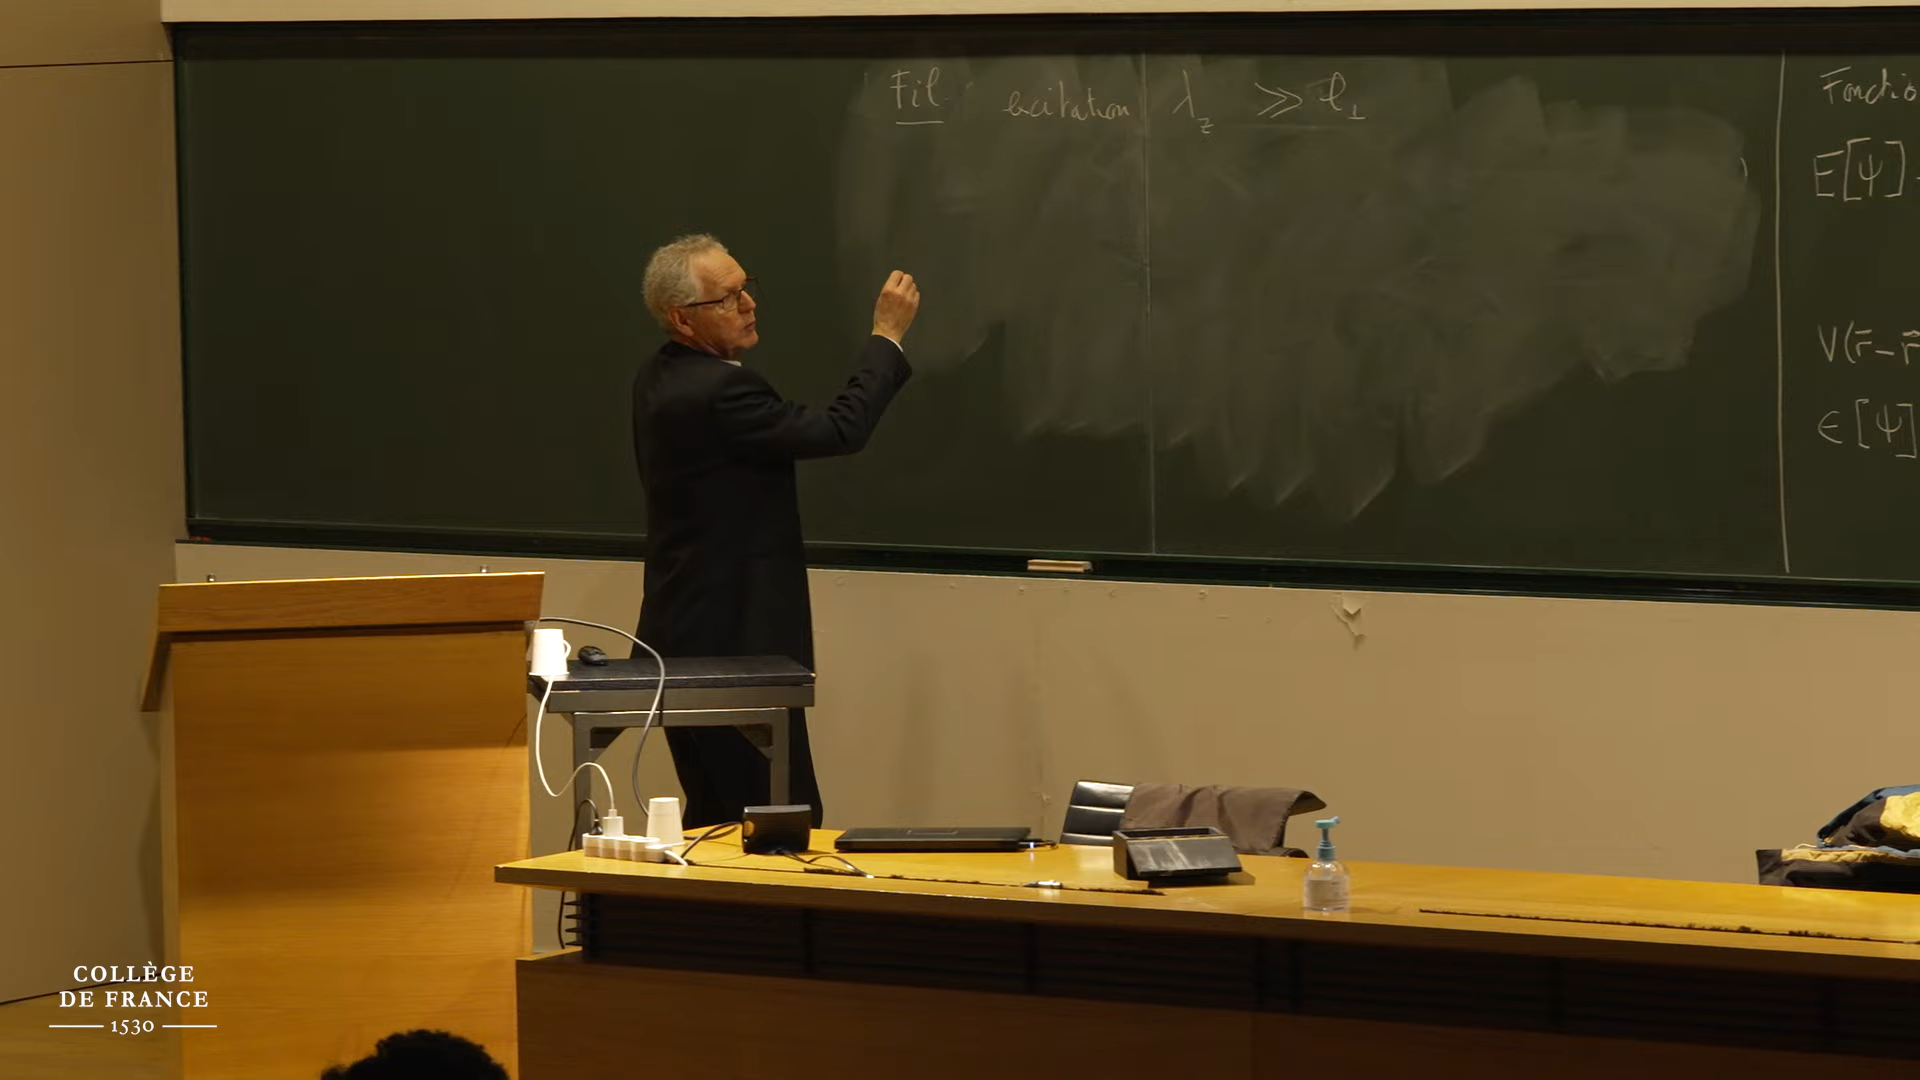 Fil excitation λ_z >> ℓ_⊥
Fonctio
E[ψ]
V(r̄ - r̄
ϵ[ψ]
COLLÈGE
DE FRANCE
1530